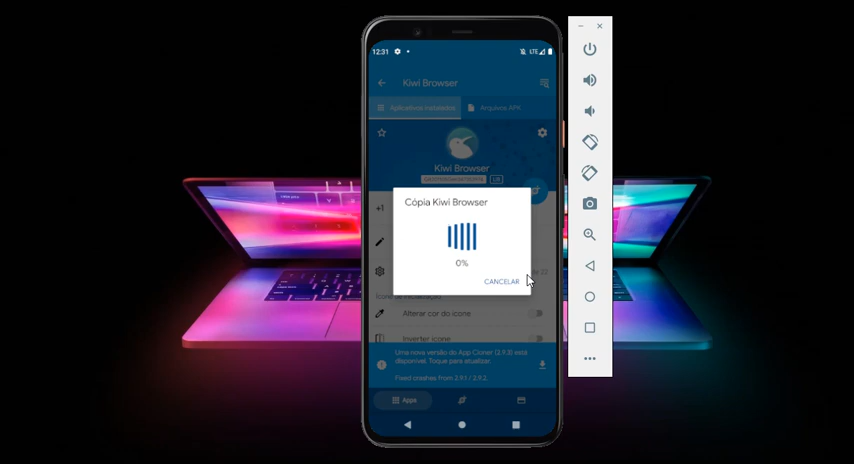 12:31
LTE
Kiwi Browser
Aplicativos instalados
Arquivos APK
Kiwi Browser
+1
Cópia Kiwi Browser
0%
CANCELAR
de 22
Alterar cor do ícone
Inverter ícone
Uma nova versão do App Cloner (2.9.3) está
disponível. Toque para atualizar.
Fixed crashes from 2.9.1 / 2.9.2.
Apps